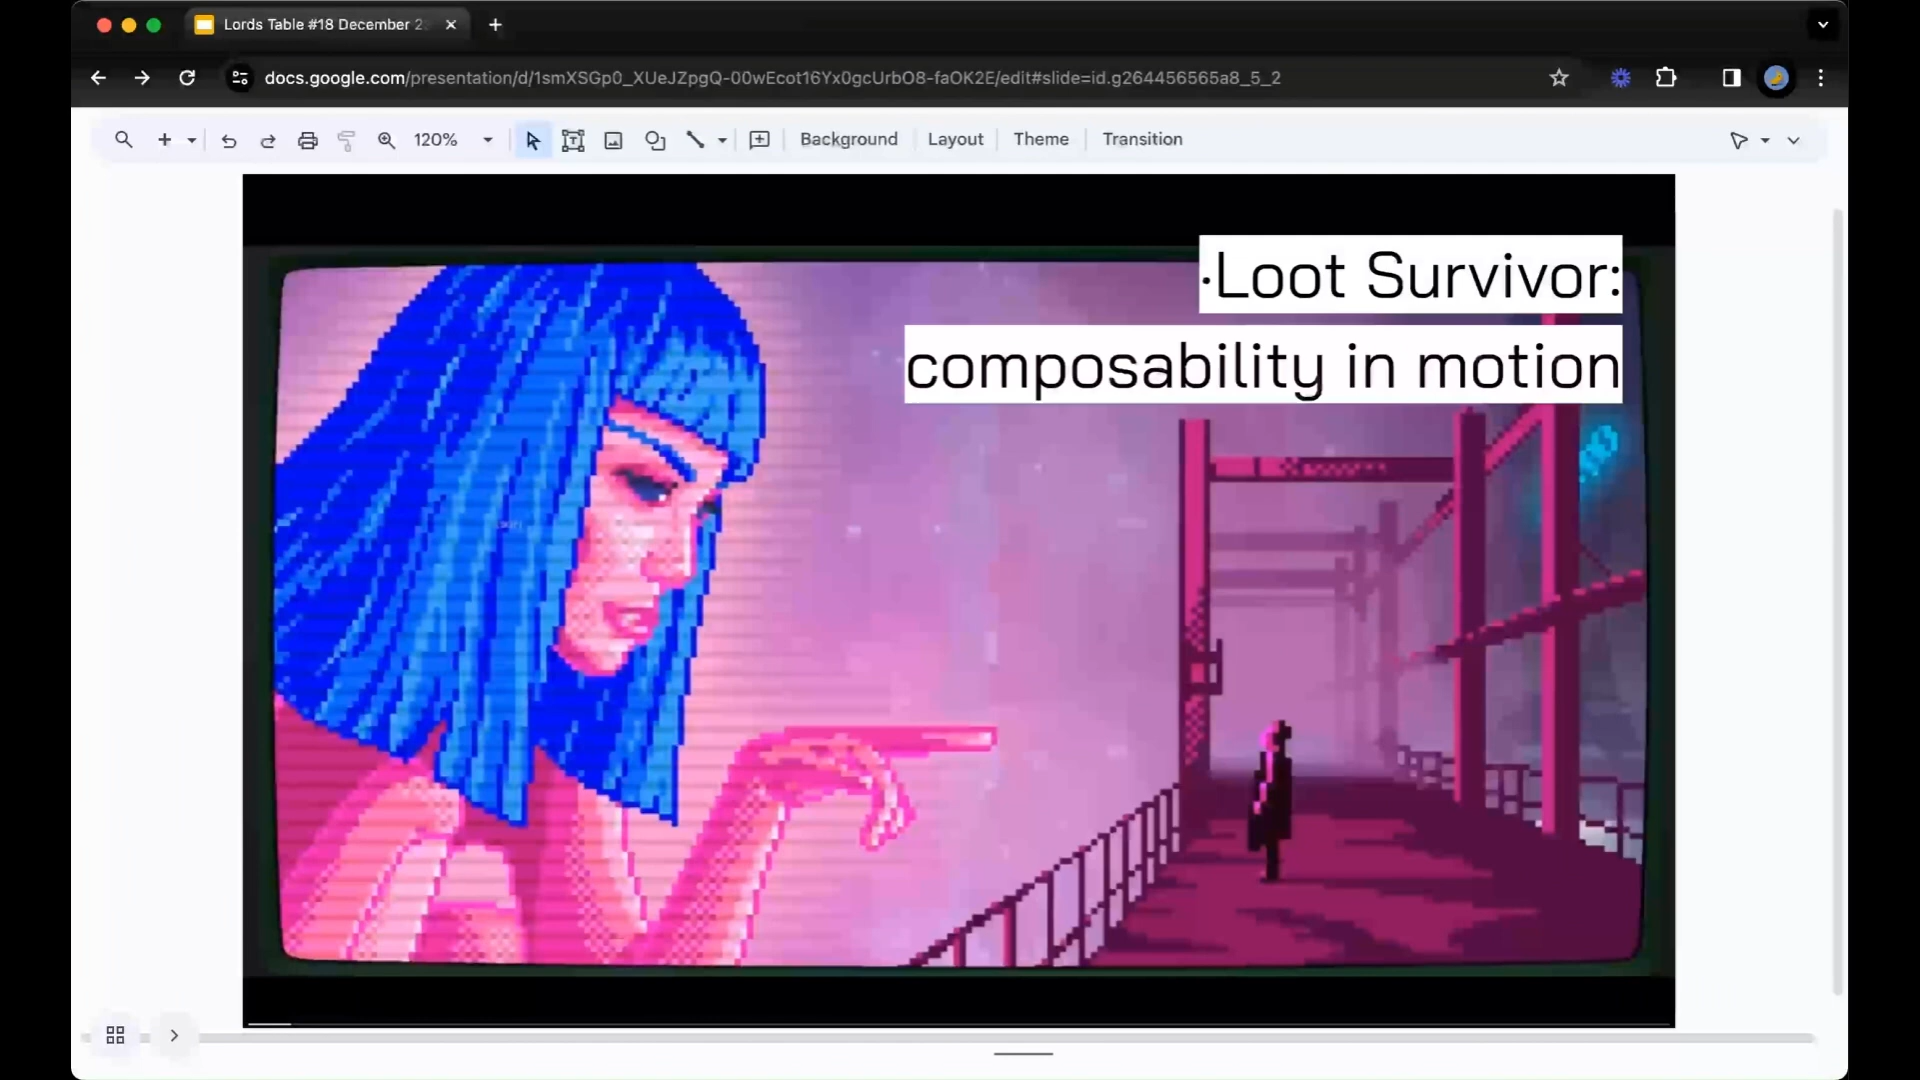 Lords Table #18 December 2
docs.google.com/presentation/d/1smXSGp0_XUeJZpgQ-00wEcot16Yx0gcUrbO8-faOK2E/edit#slide=id.g264456565a8_5_2
120%
Background
Layout
Theme
Transition
·Loot Survivor:
composability in motion